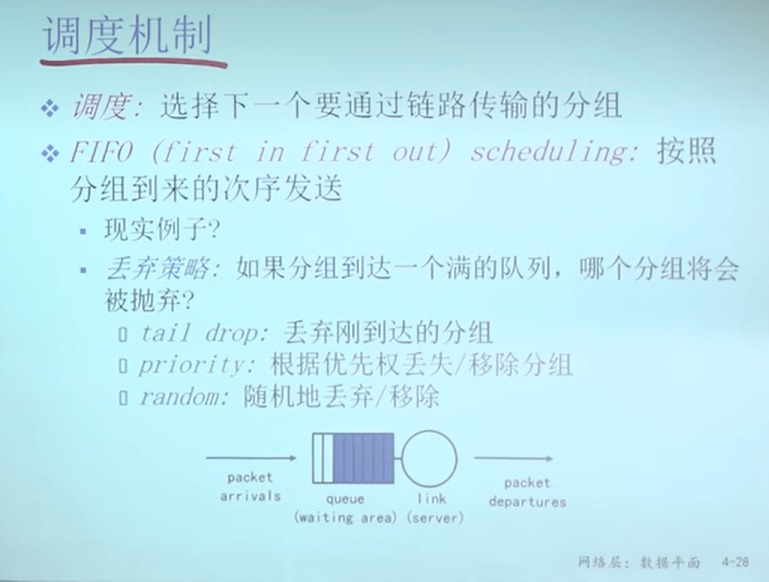 调度机制
调度: 选择下一个要通过链路传输的分组
FIFO (first in first out) scheduling: 按照
分组到来的次序发送
现实例子?
丢弃策略: 如果分组到达一个满的队列, 哪个分组将会
被抛弃?
tail drop: 丢弃刚到达的分组
priority: 根据优先权丢失/移除分组
random: 随机地丢弃/移除
packet
arrivals
queue
(waiting area)
link
(server)
packet
departures
网络层: 数据平面 4-28